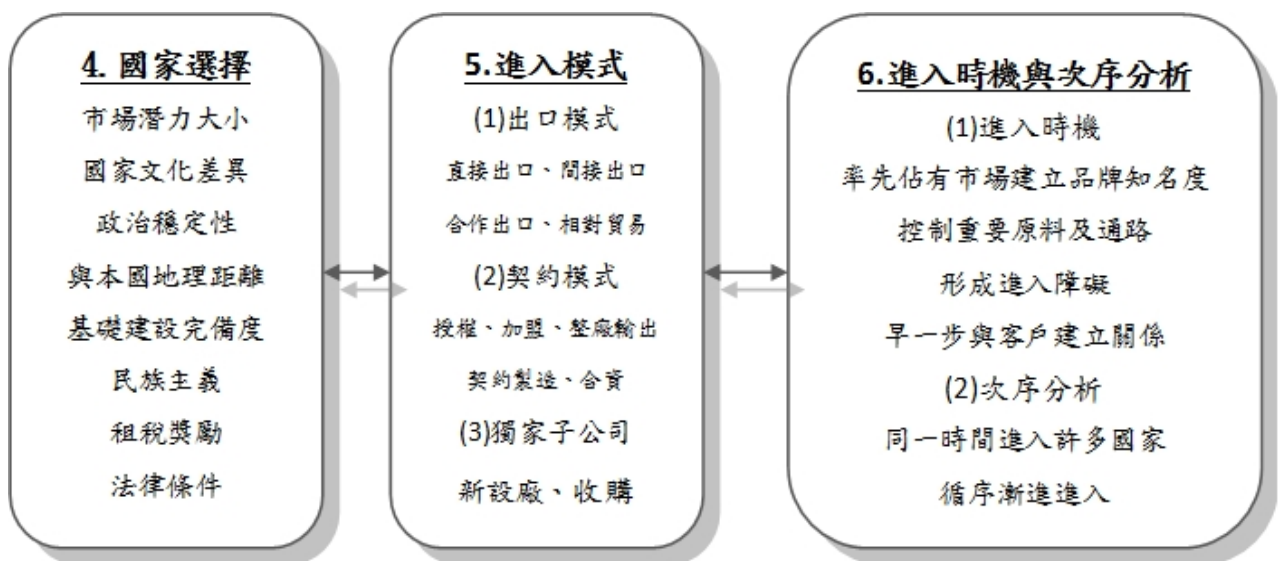 4. 國家選擇
市場潛力大小
國家文化差異
政治穩定性
與本國地理距離
基礎建設完備度
民族主義
租稅獎勵
法律條件
5.進入模式
(1)出口模式
直接出口、間接出口
合作出口、相對貿易
(2)契約模式
授權、加盟、整廠輸出
契約製造、合資
(3)獨家子公司
新設廠、收購
6.進入時機與次序分析
(1)進入時機
率先佔有市場建立品牌知名度
控制重要原料及通路
形成進入障礙
早一步與客戶建立關係
(2)次序分析
同一時間進入許多國家
循序漸進進入